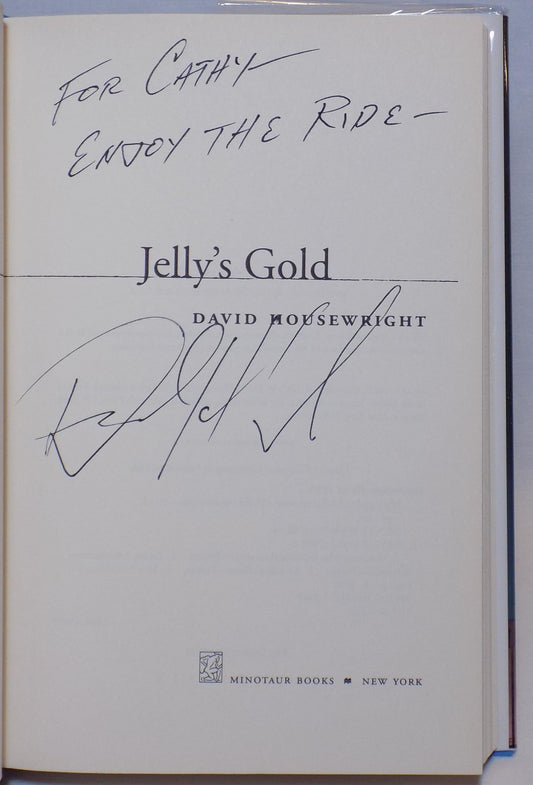 FOR CATHY—
ENJOY THE RIDE—
Jelly's Gold
DAVID HOUSEWRIGHT
MINOTAUR BOOKS NEW YORK